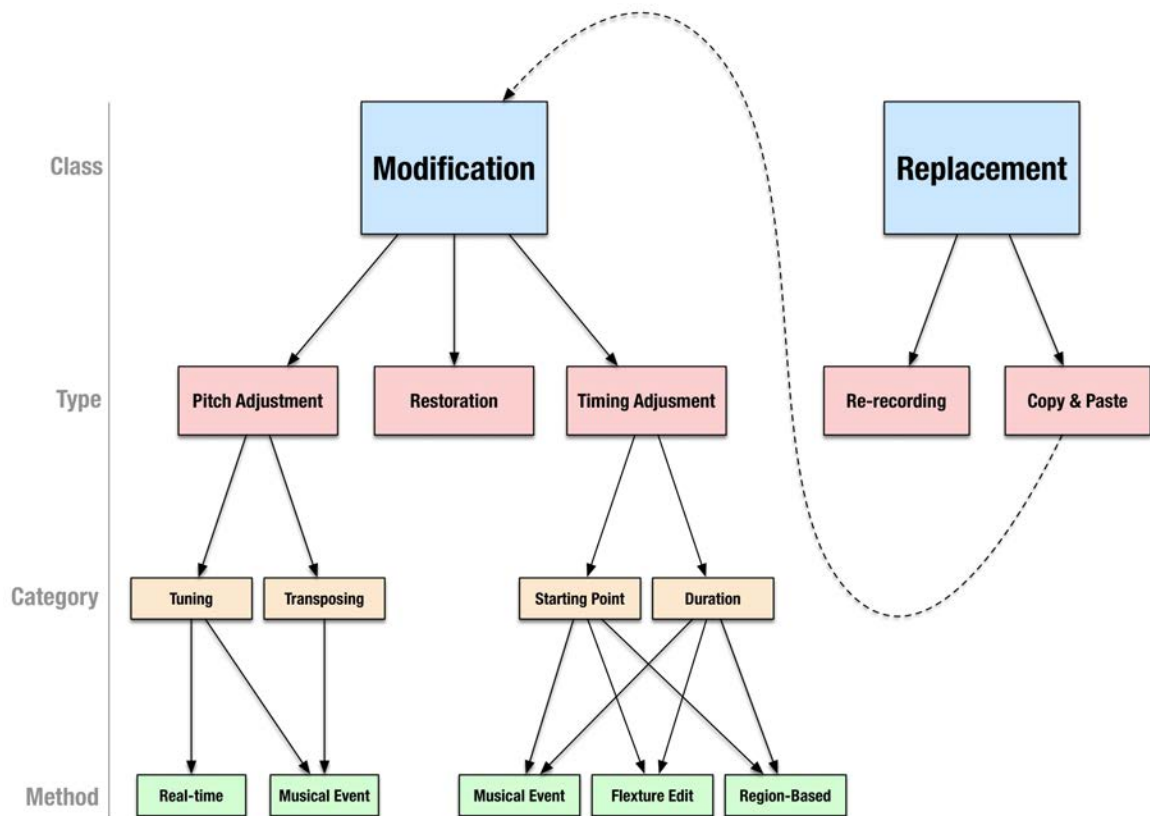 Class
Modification
Replacement
Type
Pitch Adjustment
Restoration
Timing Adjusment
Re-recording
Copy & Paste
Category
Tuning
Transposing
Starting Point
Duration
Method
Real-time
Musical Event
Musical Event
Flexture Edit
Region-Based